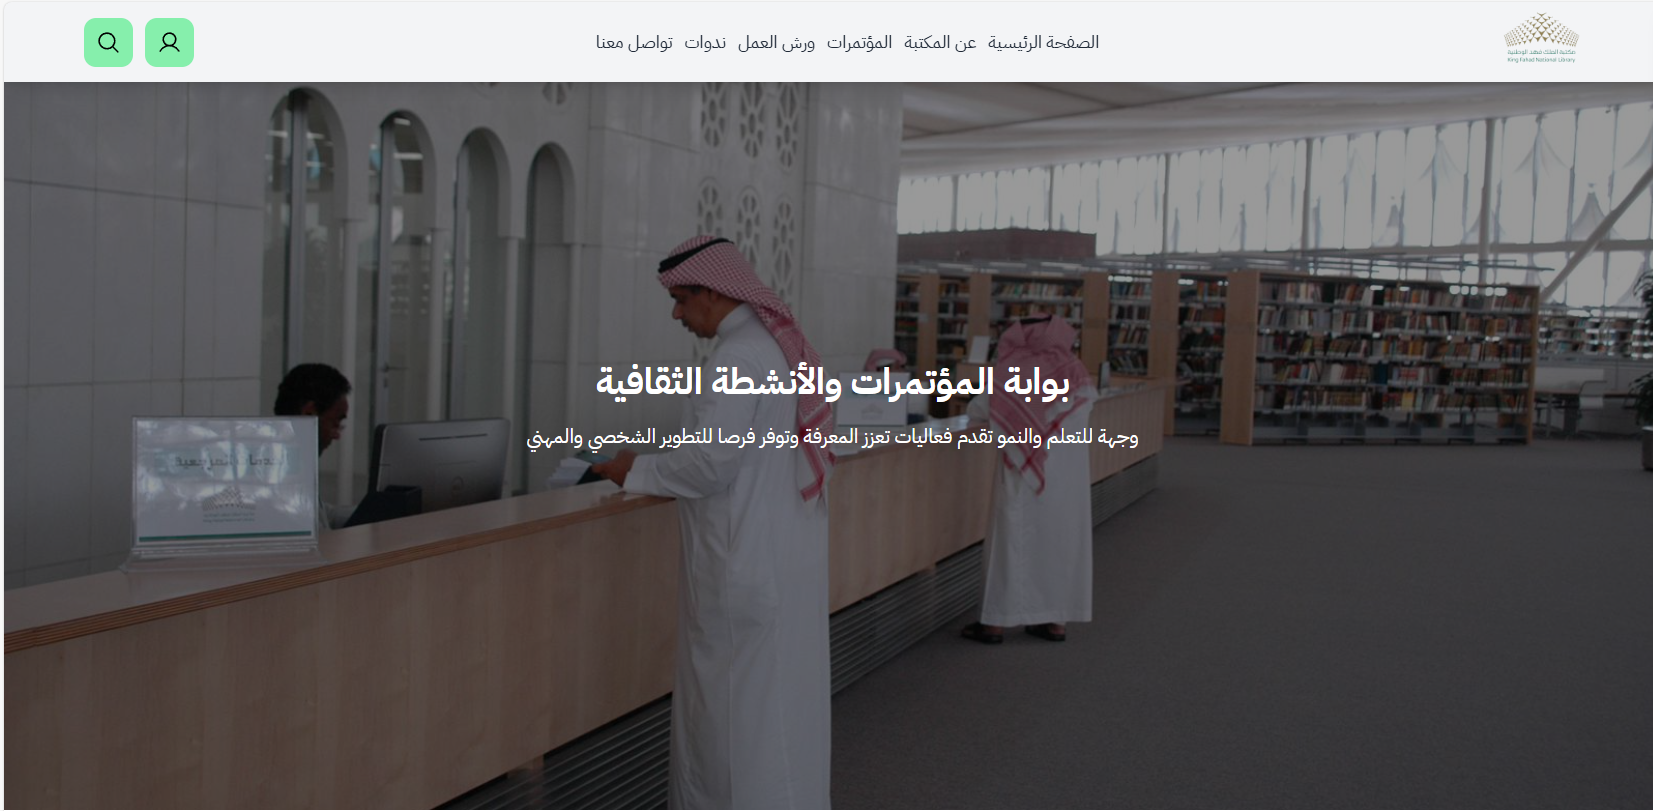 مكتبة الملك فهد الوطنية
King Fahad National Library
الصفحة الرئيسية عن المكتبة المؤتمرات ورش العمل ندوات تواصل معنا
بوابة المؤتمرات والأنشطة الثقافية
وجهة للتعلم والنمو تقدم فعاليات تعزز المعرفة وتوفر فرصا للتطوير الشخصي والمهني